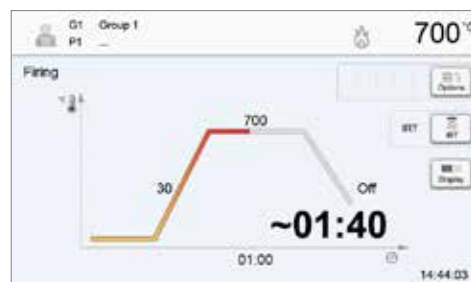 G1 Group 1
P1 _
700 °C
Firing
Options
700
IRT IRT
30
Off
Display
~01:40
01:00
14:44:03